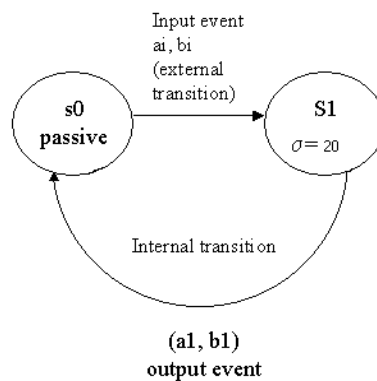 Input event
ai, bi
(external
transition)
s0
passive
S1
σ= 20
Internal transition
(a1, b1)
output event